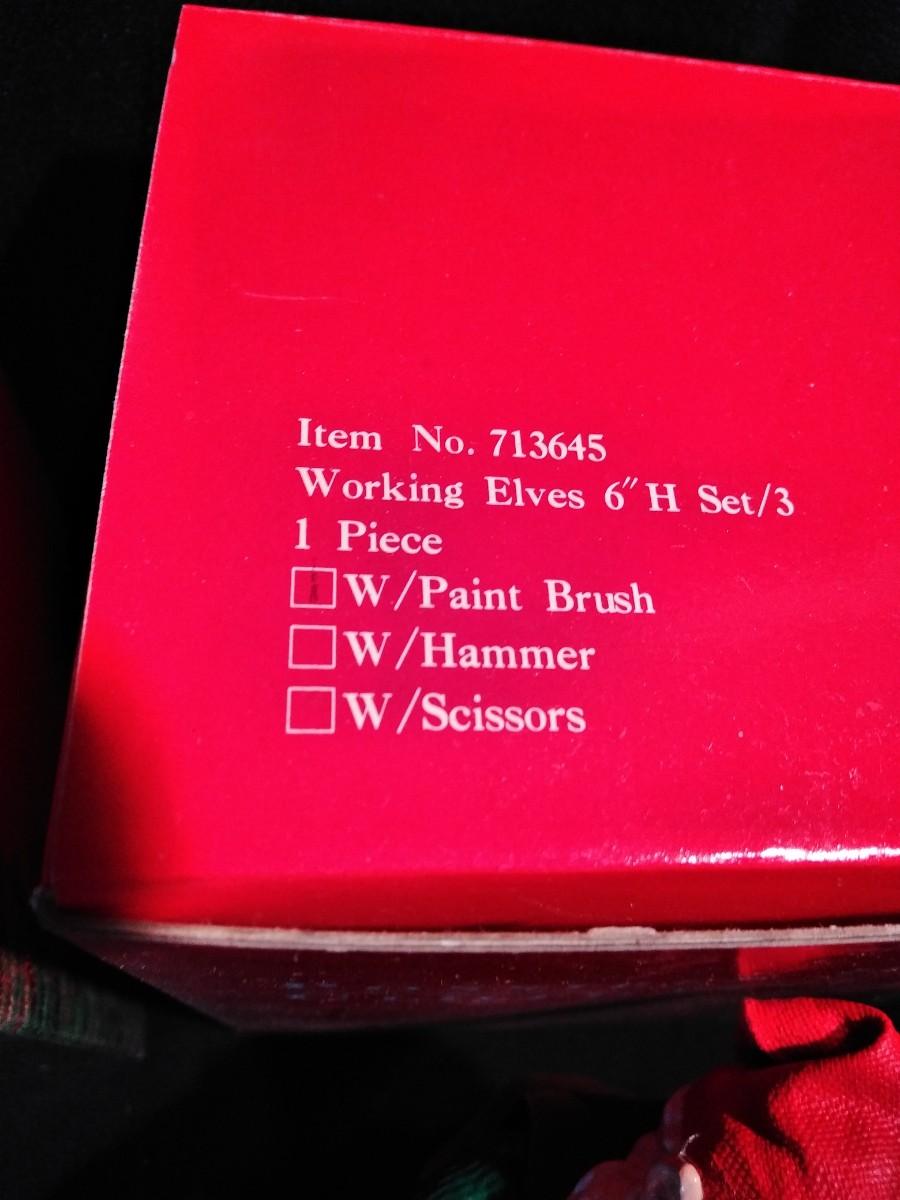 Item No. 713645
Working Elves 6″ H Set/3
1 Piece
☐ W/Paint Brush
☐ W/Hammer
☐ W/Scissors